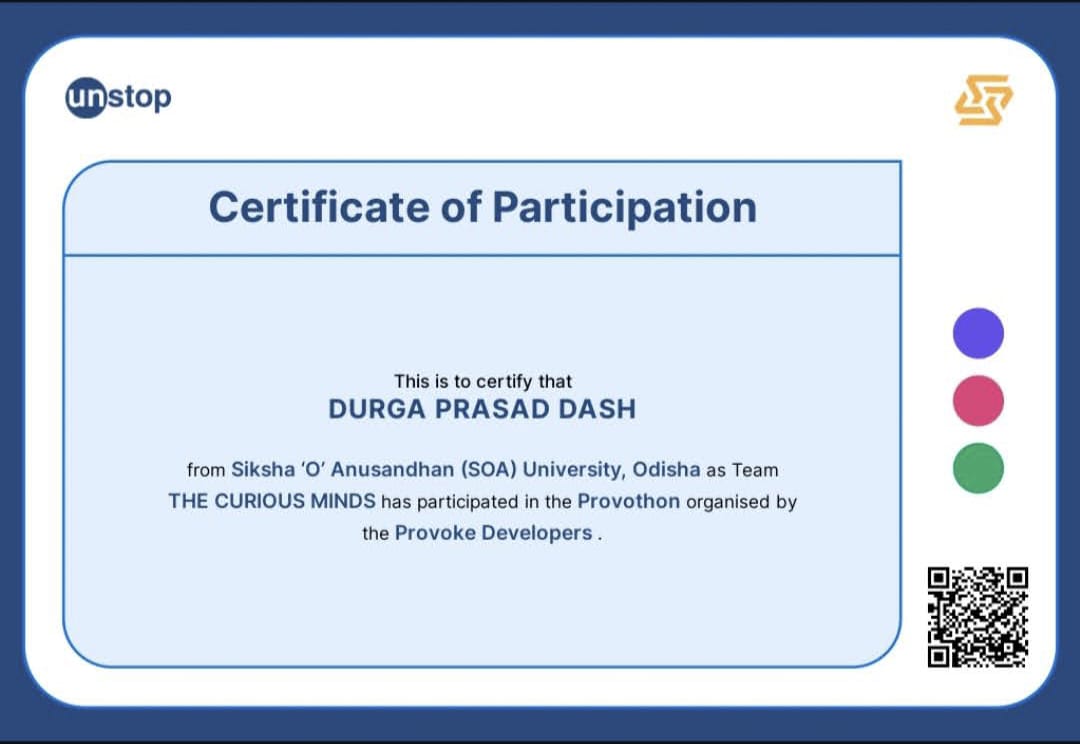 unstop
Certificate of Participation
This is to certify that
DURGA PRASAD DASH
from Siksha ‘O’ Anusandhan (SOA) University, Odisha as Team
THE CURIOUS MINDS has participated in the Provothon organised by
the Provoke Developers .